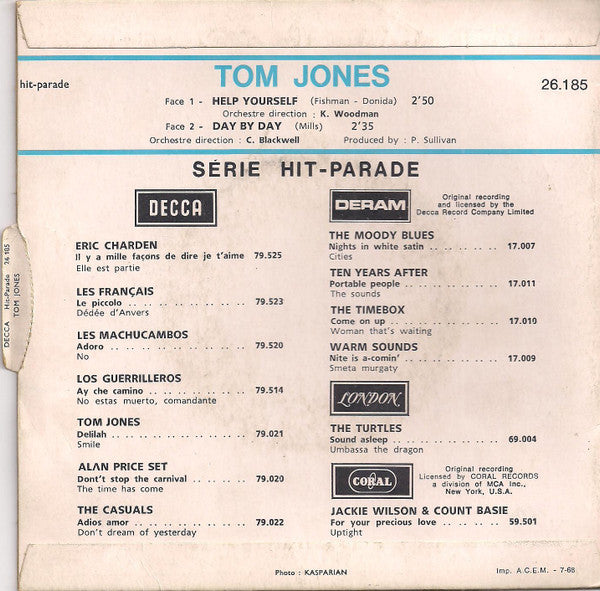 hit-parade
TOM JONES
26.185
Face 1 - HELP YOURSELF (Fishman - Donida) 2'50
Orchestre direction : K. Woodman
Face 2 - DAY BY DAY (Mills) 2'35
Orchestre direction : C. Blackwell
Produced by : P. Sullivan
SÉRIE HIT-PARADE
DECCA
ERIC CHARDEN
Il y a mille façons de dire je t'aime 79.525
Elle est partie
LES FRANÇAIS
Le piccolo .. .. .. .. .. .. .. .. 79.523
Dédée d'Anvers
LES MACHUCAMBOS
Adoro .. .. .. .. .. .. .. .. .. 79.520
No
LOS GUERRILLEROS
Ay che camino .. .. .. .. .. .. 79.514
No estas muerto, comandante
TOM JONES
Delilah .. .. .. .. .. .. .. .. .. 79.021
Smile
ALAN PRICE SET
Dont't stop the carnival .. .. .. .. 79.020
The time has come
THE CASUALS
Adios amor .. .. .. .. .. .. .. 79.022
Don't dream of yesterday
DERAM
Original recording
and licensed by the
Decca Record Company Limited
THE MOODY BLUES
Nights in white satin .. .. .. .. 17.007
Cities
TEN YEARS AFTER
Portable people .. .. .. .. .. 17.011
The sounds
THE TIMEBOX
Come on up .. .. .. .. .. .. 17.010
Woman that's waiting
WARM SOUNDS
Nite is a-comin' .. .. .. .. .. 17.009
Smeta murgaty
LONDON
THE TURTLES
Sound asleep .. .. .. .. .. .. 69.004
Umbassa the dragon
CORAL
Original recording
Licensed by CORAL RECORDS
a division of MCA Inc.,
New York, U.S.A.
JACKIE WILSON & COUNT BASIE
For your precious love .. .. .. .. 59.501
Uptight
Photo : KASPARIAN
Imp. A.C.E.M. - 7-68
DECCA Hit-Parade 26 185
TOM JONES